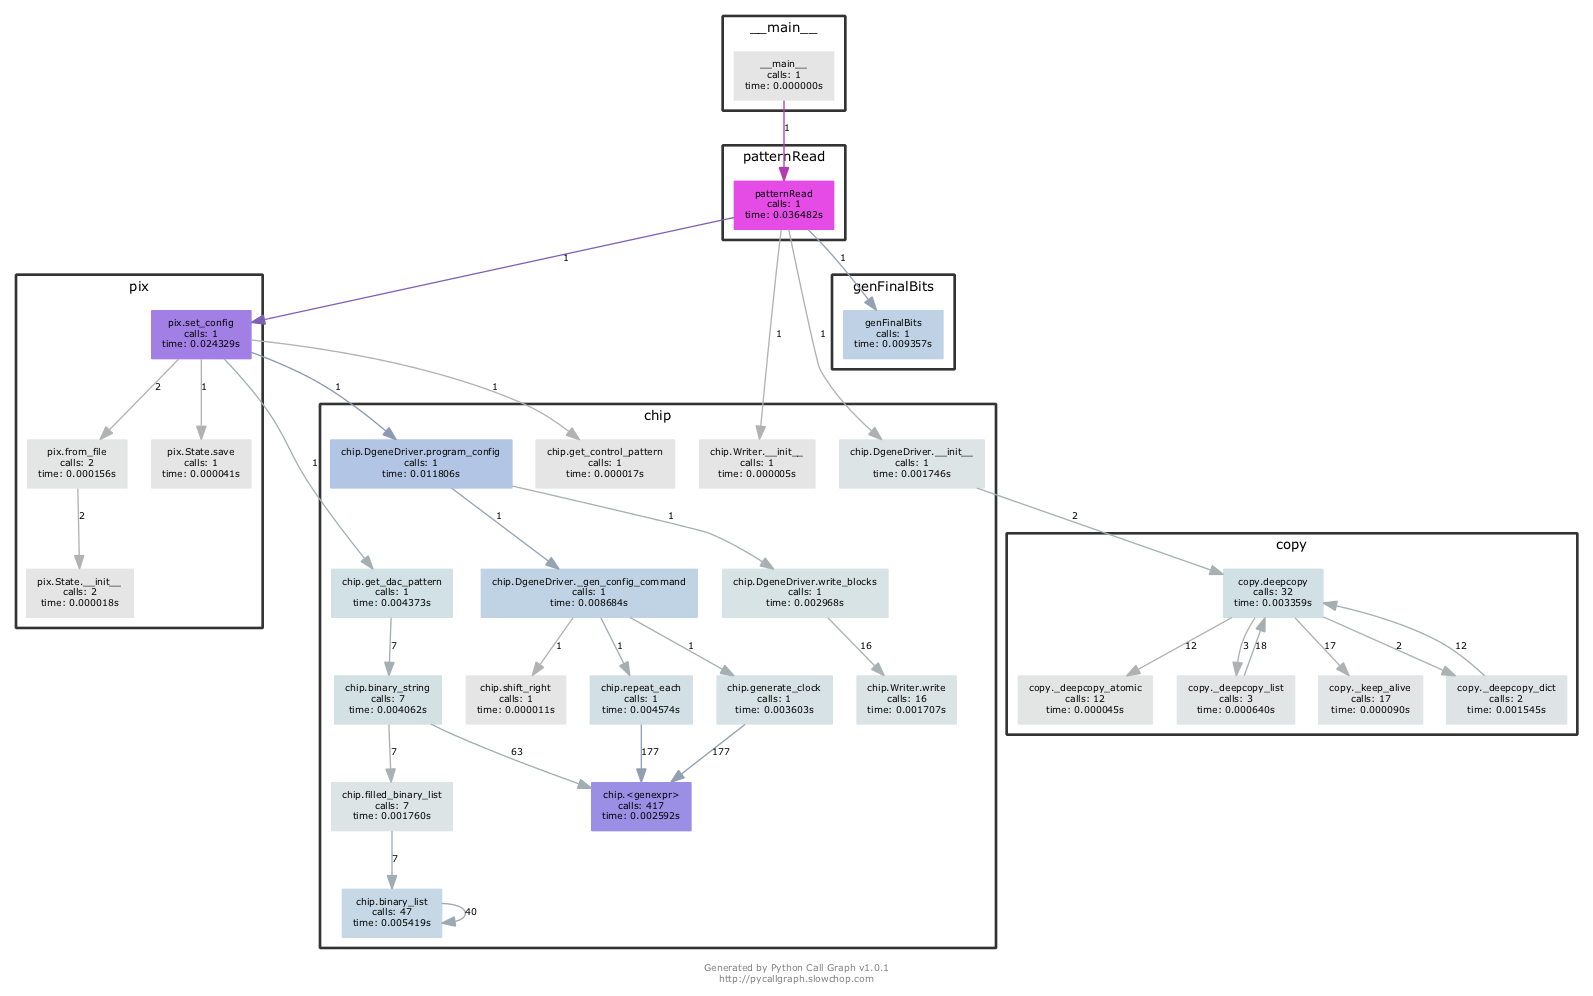 __main__
__main__
calls: 1
time: 0.000000s
1
patternRead
patternRead
calls: 1
time: 0.036482s
1
1
1
1
pix
pix.set_config
calls: 1
time: 0.024329s
genFinalBits
genFinalBits
calls: 1
time: 0.009357s
2
1
1
1
1
chip
pix.from_file
calls: 2
time: 0.000156s
pix.State.save
calls: 1
time: 0.000041s
chip.DgeneDriver.program_config
calls: 1
time: 0.011806s
chip.get_control_pattern
calls: 1
time: 0.000017s
chip.Writer.__init__
calls: 1
time: 0.000005s
chip.DgeneDriver.__init__
calls: 1
time: 0.001746s
2
1
1
2
copy
pix.State.__init__
calls: 2
time: 0.000018s
chip.get_dac_pattern
calls: 1
time: 0.004373s
chip.DgeneDriver._gen_config_command
calls: 1
time: 0.008684s
chip.DgeneDriver.write_blocks
calls: 1
time: 0.002968s
copy.deepcopy
calls: 32
time: 0.003359s
7
1
1
1
16
12
3
18
17
2
12
chip.binary_string
calls: 7
time: 0.004062s
chip.shift_right
calls: 1
time: 0.000011s
chip.repeat_each
calls: 1
time: 0.004574s
chip.generate_clock
calls: 1
time: 0.003603s
chip.Writer.write
calls: 16
time: 0.001707s
copy._deepcopy_atomic
calls: 12
time: 0.000045s
copy._deepcopy_list
calls: 3
time: 0.000640s
copy._keep_alive
calls: 17
time: 0.000090s
copy._deepcopy_dict
calls: 2
time: 0.001545s
7
63
177
177
chip.filled_binary_list
calls: 7
time: 0.001760s
chip.<genexpr>
calls: 417
time: 0.002592s
7
chip.binary_list
calls: 47
time: 0.005419s
40
Generated by Python Call Graph v1.0.1
http://pycallgraph.slowchop.com